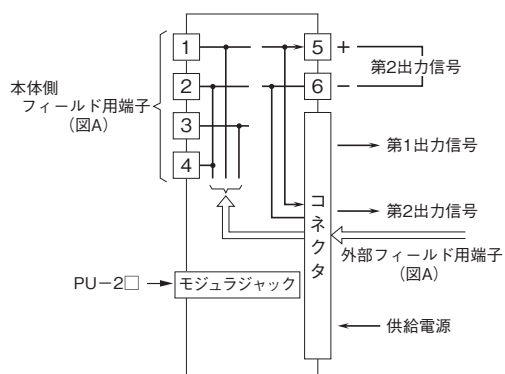 1
2
3
4
5 +
6 −
本体側
フィールド用端子
(図A)
第2出力信号
第1出力信号
第2出力信号
コネクタ
外部フィールド用端子
(図A)
PU−2□
モジュラジャック
供給電源